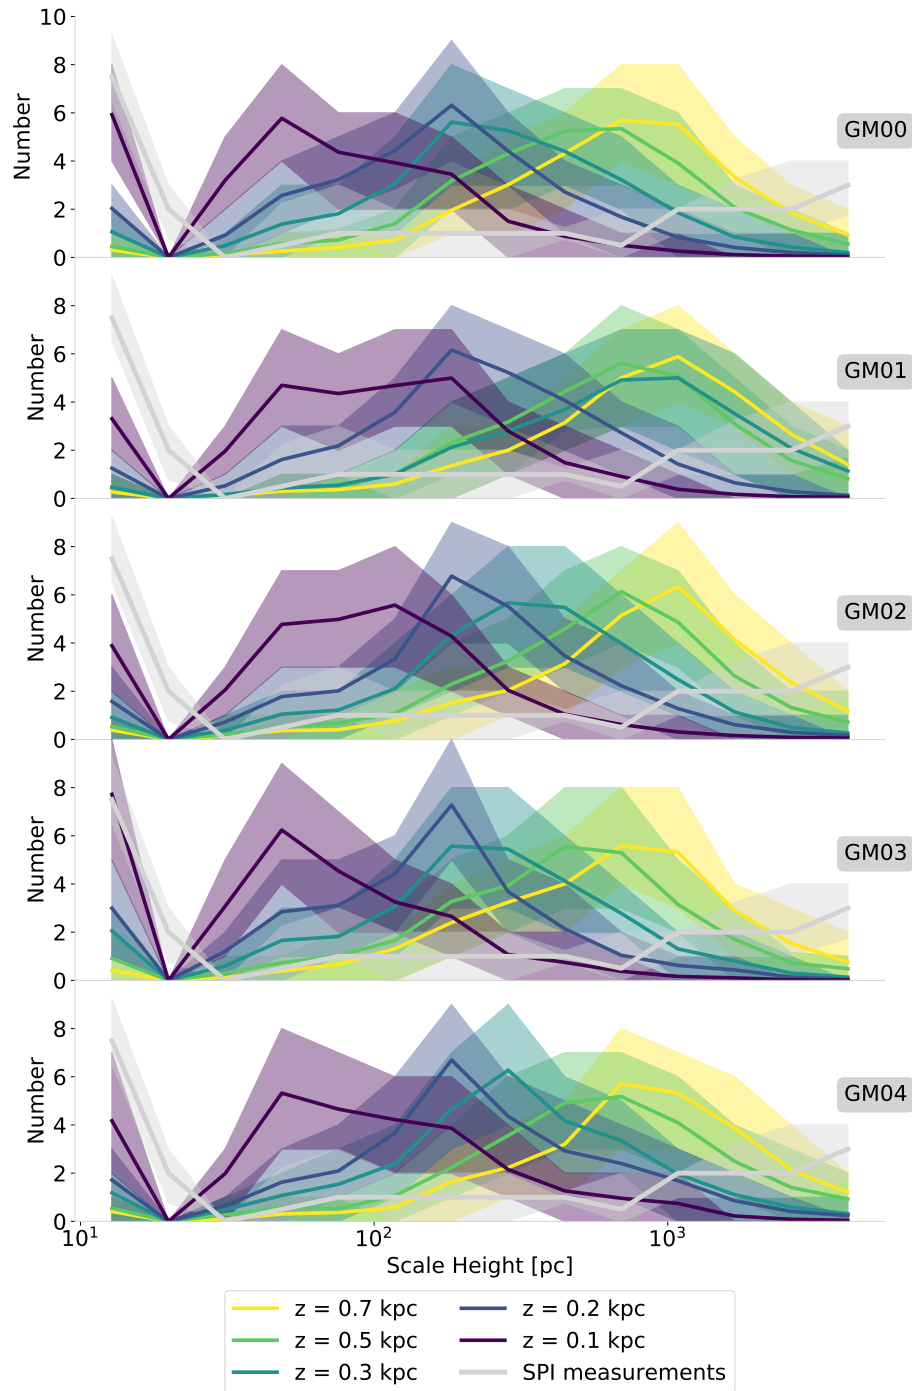 10
8
6
4
2
0
Number
GM00
8
6
4
2
0
Number
GM01
8
6
4
2
0
Number
GM02
8
6
4
2
0
Number
GM03
8
6
4
2
0
Number
GM04
10¹ 10² 10³
Scale Height [pc]
z = 0.7 kpc z = 0.2 kpc
z = 0.5 kpc z = 0.1 kpc
z = 0.3 kpc SPI measurements